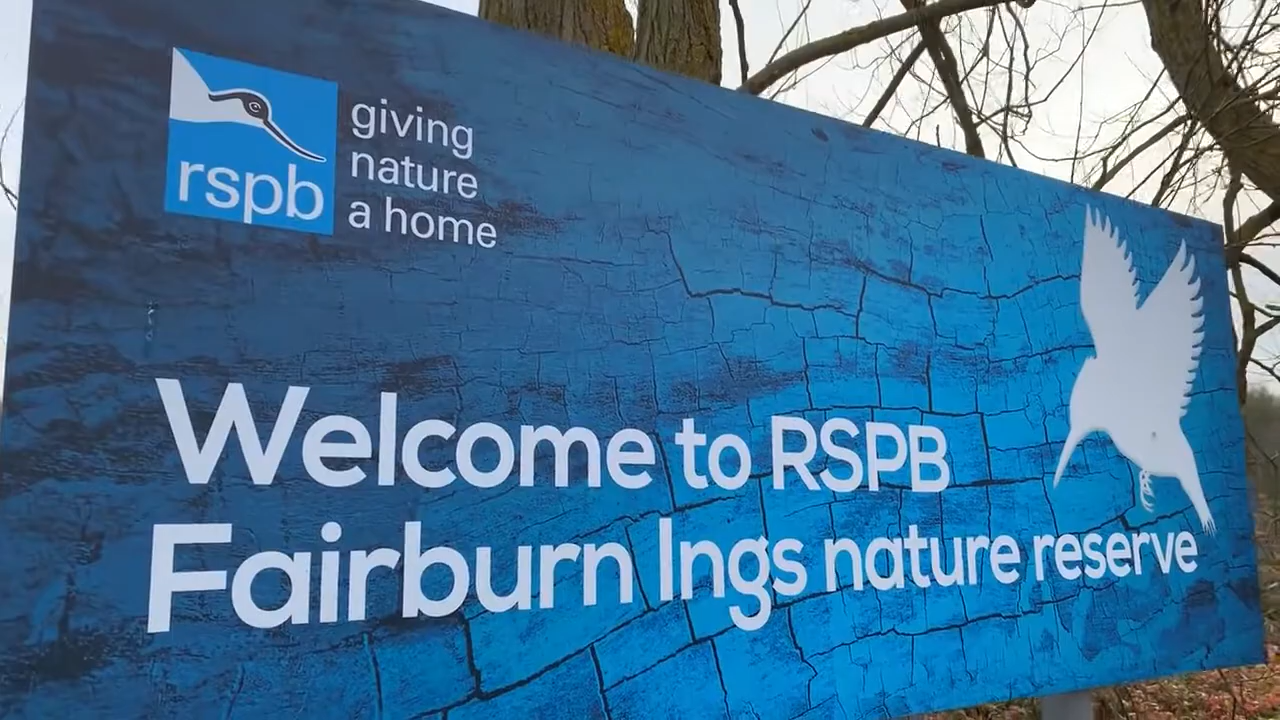 rspb
giving
nature
a home
Welcome to RSPB
Fairburn Ings nature reserve